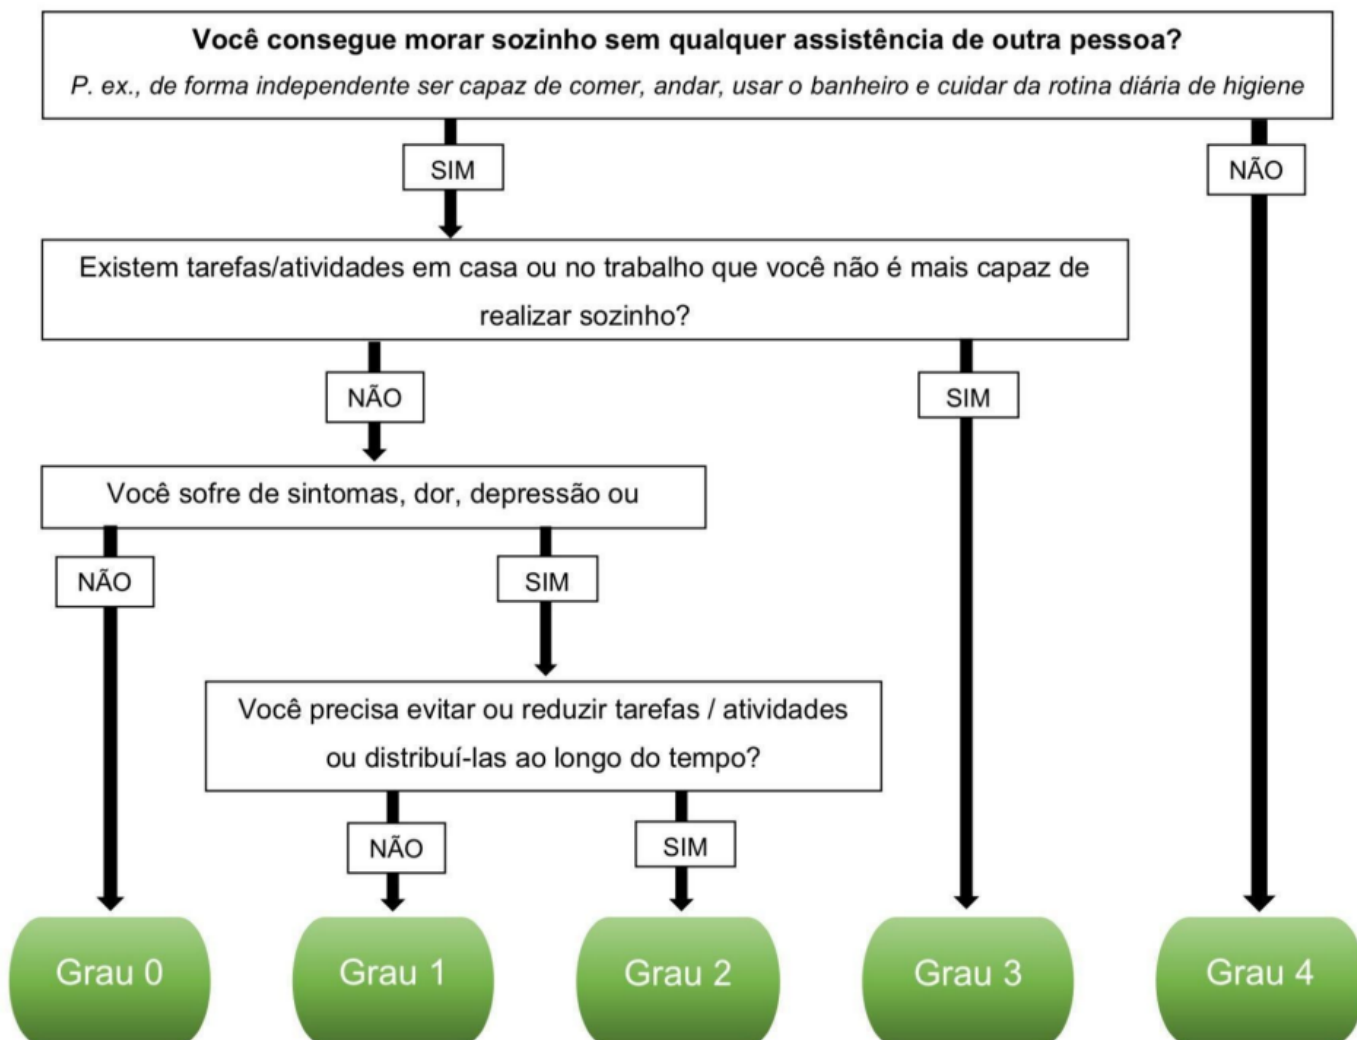 Você consegue morar sozinho sem qualquer assistência de outra pessoa?
P. ex., de forma independente ser capaz de comer, andar, usar o banheiro e cuidar da rotina diária de higiene
SIM
NÃO
Existem tarefas/atividades em casa ou no trabalho que você não é mais capaz de
realizar sozinho?
NÃO
SIM
Você sofre de sintomas, dor, depressão ou
NÃO
SIM
Você precisa evitar ou reduzir tarefas / atividades
ou distribuí-las ao longo do tempo?
NÃO
SIM
Grau 0
Grau 1
Grau 2
Grau 3
Grau 4